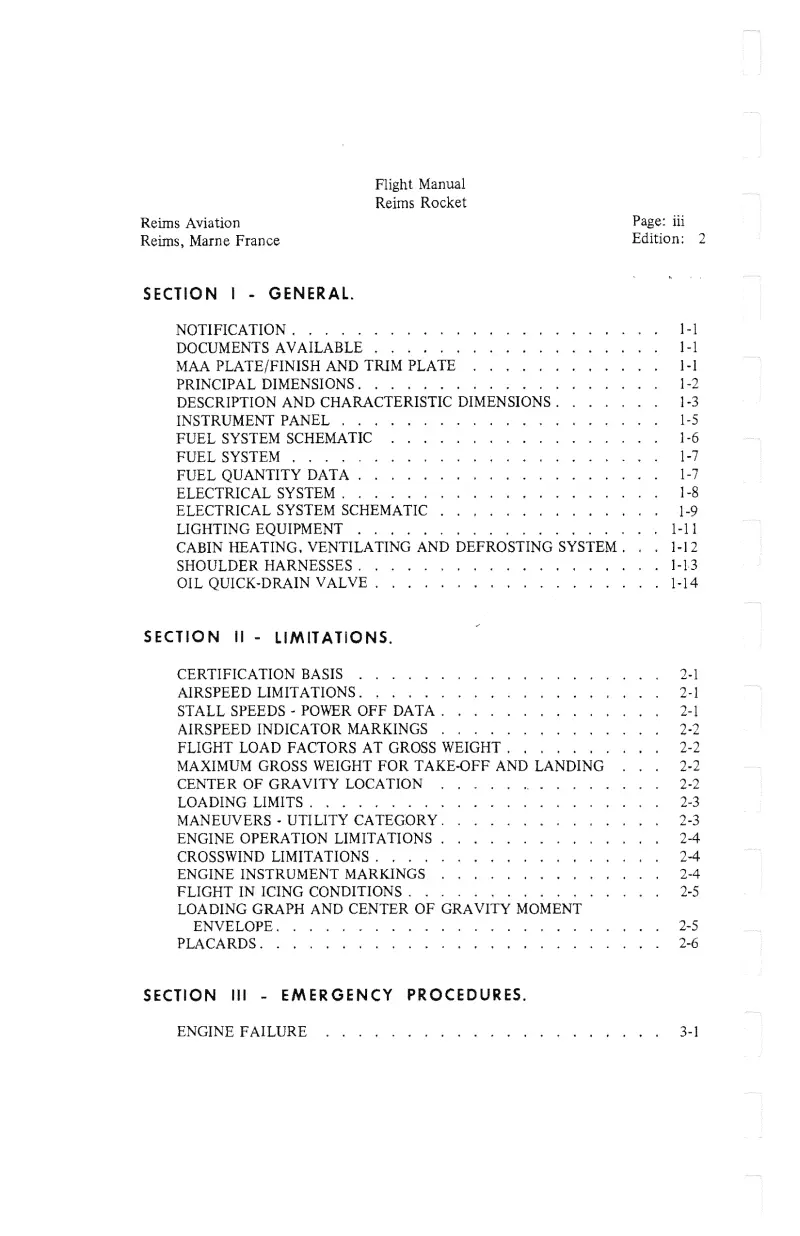 Flight Manual
Reims Rocket
Reims Aviation
Page: iii
Reims, Marne France
Edition: 2
SECTION I - GENERAL.
NOTIFICATION . . . . . . . . . . . . . . . . . . . . . . . 1-1
DOCUMENTS AVAILABLE . . . . . . . . . . . . . . . . . . 1-1
MAA PLATE/FINISH AND TRIM PLATE . . . . . . . . . . . . 1-1
PRINCIPAL DIMENSIONS . . . . . . . . . . . . . . . . . . . 1-2
DESCRIPTION AND CHARACTERISTIC DIMENSIONS . . . . . . . 1-3
INSTRUMENT PANEL . . . . . . . . . . . . . . . . . . . . 1-5
FUEL SYSTEM SCHEMATIC . . . . . . . . . . . . . . . . . 1-6
FUEL SYSTEM . . . . . . . . . . . . . . . . . . . . . . . 1-7
FUEL QUANTITY DATA . . . . . . . . . . . . . . . . . . . 1-7
ELECTRICAL SYSTEM . . . . . . . . . . . . . . . . . . . . 1-8
ELECTRICAL SYSTEM SCHEMATIC . . . . . . . . . . . . . . 1-9
LIGHTING EQUIPMENT . . . . . . . . . . . . . . . . . . . 1-11
CABIN HEATING, VENTILATING AND DEFROSTING SYSTEM . . . 1-12
SHOULDER HARNESSES . . . . . . . . . . . . . . . . . . . 1-13
OIL QUICK-DRAIN VALVE . . . . . . . . . . . . . . . . . . 1-14
SECTION II - LIMITATIONS.
CERTIFICATION BASIS . . . . . . . . . . . . . . . . . . . 2-1
AIRSPEED LIMITATIONS . . . . . . . . . . . . . . . . . . . 2-1
STALL SPEEDS - POWER OFF DATA . . . . . . . . . . . . . . 2-1
AIRSPEED INDICATOR MARKINGS . . . . . . . . . . . . . . 2-2
FLIGHT LOAD FACTORS AT GROSS WEIGHT . . . . . . . . . . 2-2
MAXIMUM GROSS WEIGHT FOR TAKE-OFF AND LANDING . . . 2-2
CENTER OF GRAVITY LOCATION . . . . . . . . . . . . . . 2-2
LOADING LIMITS . . . . . . . . . . . . . . . . . . . . . . 2-3
MANEUVERS - UTILITY CATEGORY . . . . . . . . . . . . . . 2-3
ENGINE OPERATION LIMITATIONS . . . . . . . . . . . . . . 2-4
CROSSWIND LIMITATIONS . . . . . . . . . . . . . . . . . . 2-4
ENGINE INSTRUMENT MARKINGS . . . . . . . . . . . . . . 2-4
FLIGHT IN ICING CONDITIONS . . . . . . . . . . . . . . . . 2-5
LOADING GRAPH AND CENTER OF GRAVITY MOMENT
ENVELOPE . . . . . . . . . . . . . . . . . . . . . . . . 2-5
PLACARDS . . . . . . . . . . . . . . . . . . . . . . . . . 2-6
SECTION III - EMERGENCY PROCEDURES.
ENGINE FAILURE . . . . . . . . . . . . . . . . . . . . . 3-1